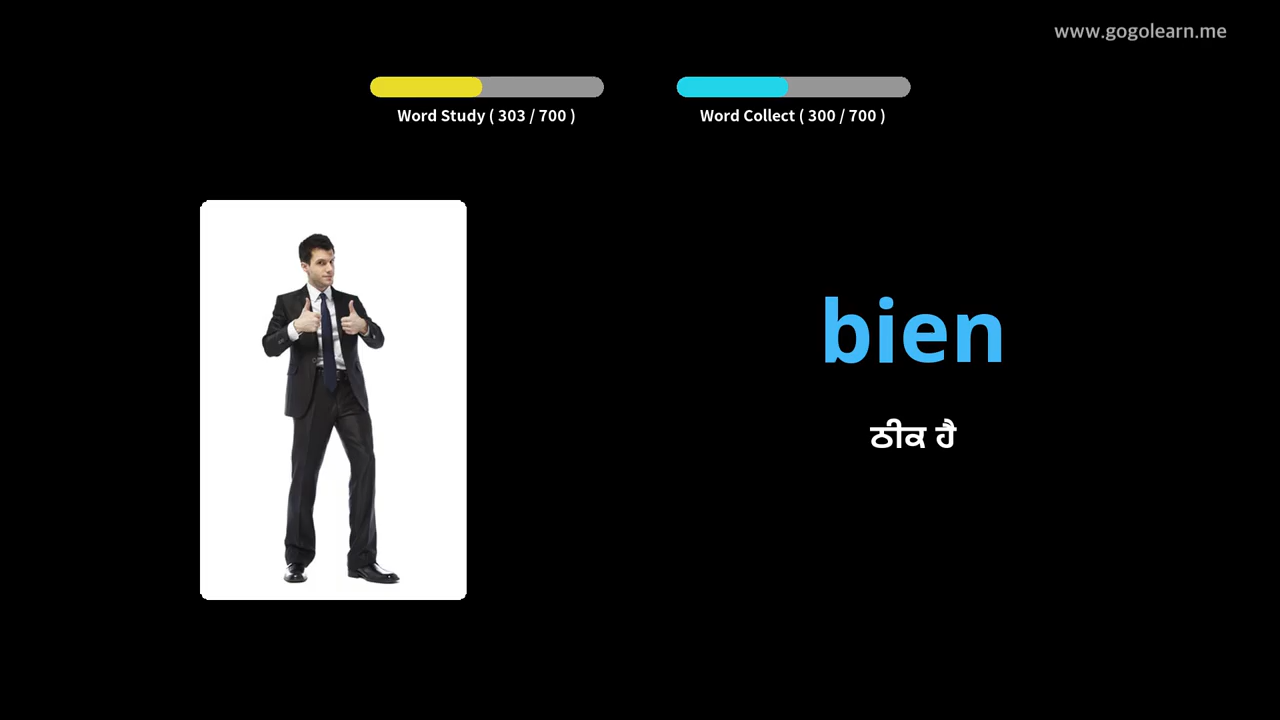 www.gogolearn.me
Word Study ( 303 / 700 )
Word Collect ( 300 / 700 )
bien
ਠੀਕ ਹੈ